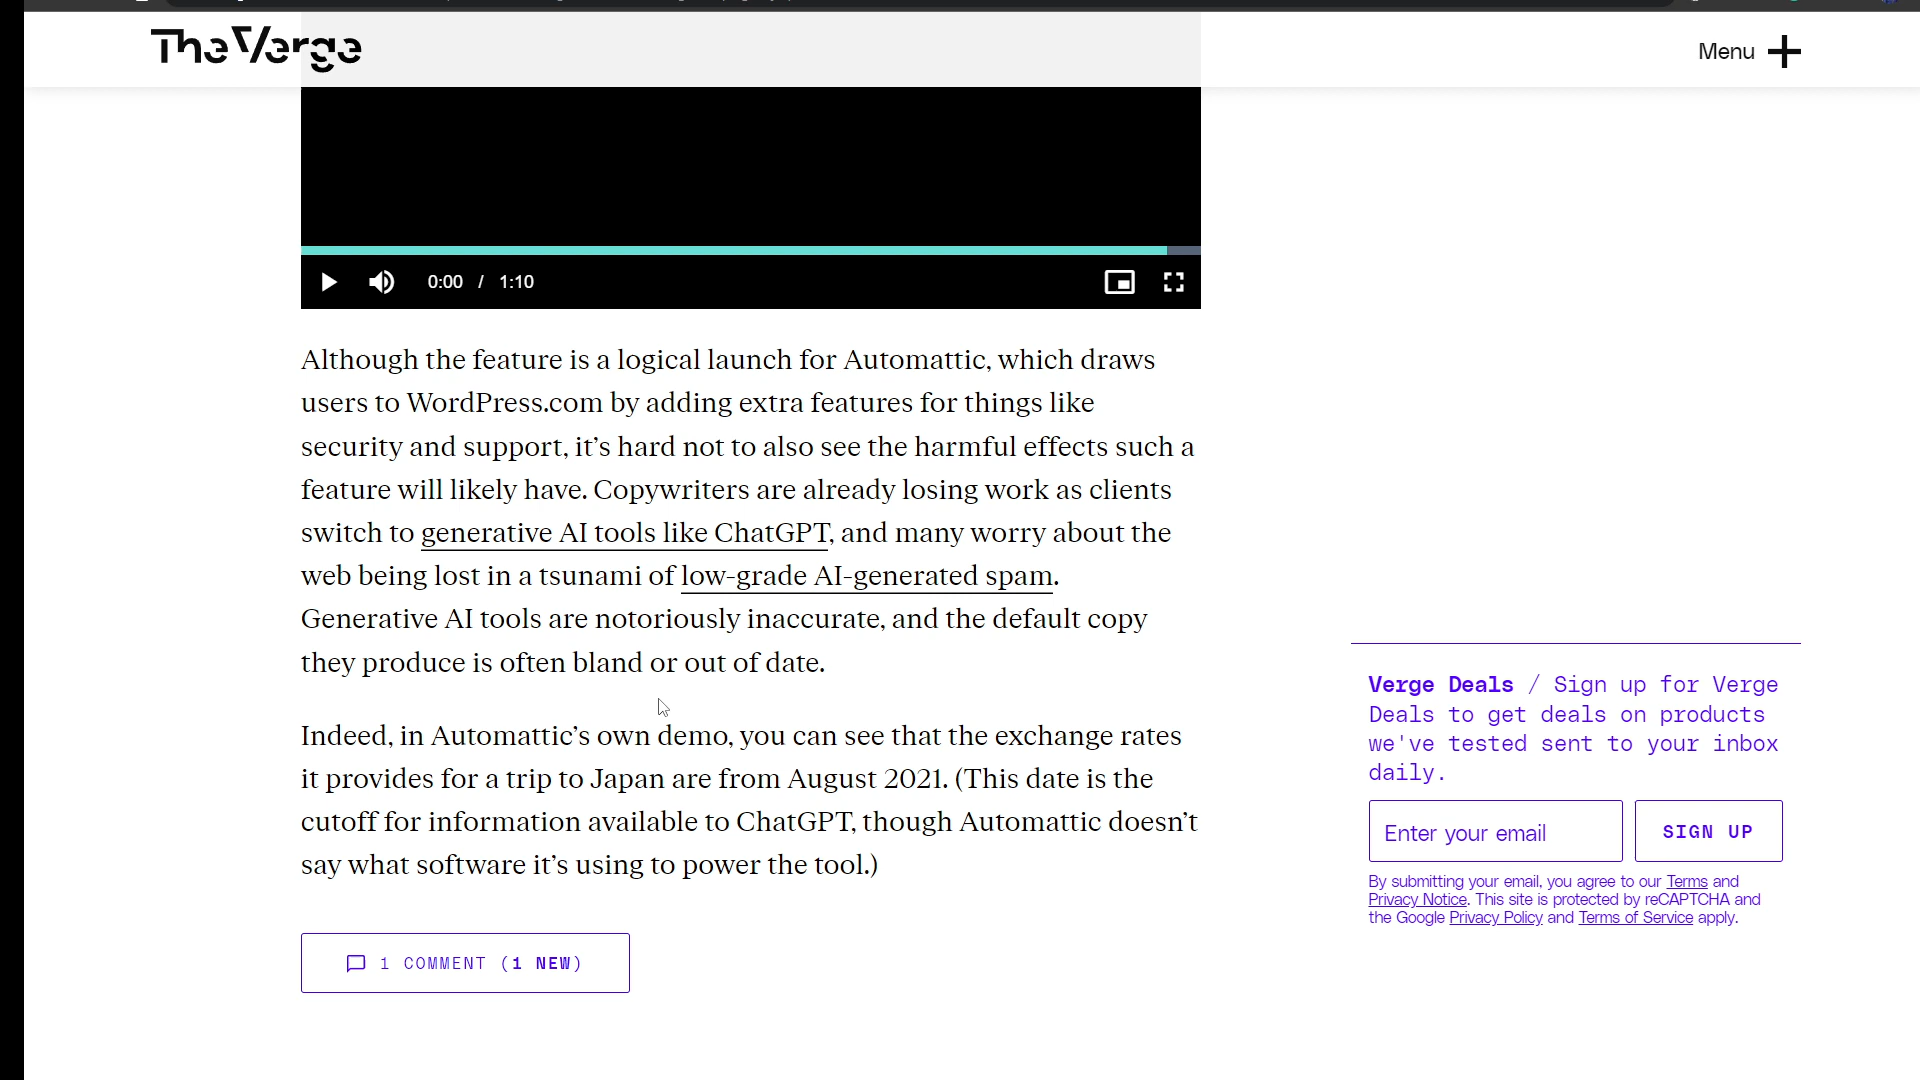 The Verge
Menu
0:00 / 1:10
Although the feature is a logical launch for Automattic, which draws
users to WordPress.com by adding extra features for things like
security and support, it’s hard not to also see the harmful effects such a
feature will likely have. Copywriters are already losing work as clients
switch to generative AI tools like ChatGPT, and many worry about the
web being lost in a tsunami of low-grade AI-generated spam.
Generative AI tools are notoriously inaccurate, and the default copy
they produce is often bland or out of date.
Indeed, in Automattic’s own demo, you can see that the exchange rates
it provides for a trip to Japan are from August 2021. (This date is the
cutoff for information available to ChatGPT, though Automattic doesn’t
say what software it’s using to power the tool.)
1 COMMENT (1 NEW)
Verge Deals / Sign up for Verge
Deals to get deals on products
we've tested sent to your inbox
daily.
Enter your email
SIGN UP
By submitting your email, you agree to our Terms and
Privacy Notice. This site is protected by reCAPTCHA and
the Google Privacy Policy and Terms of Service apply.